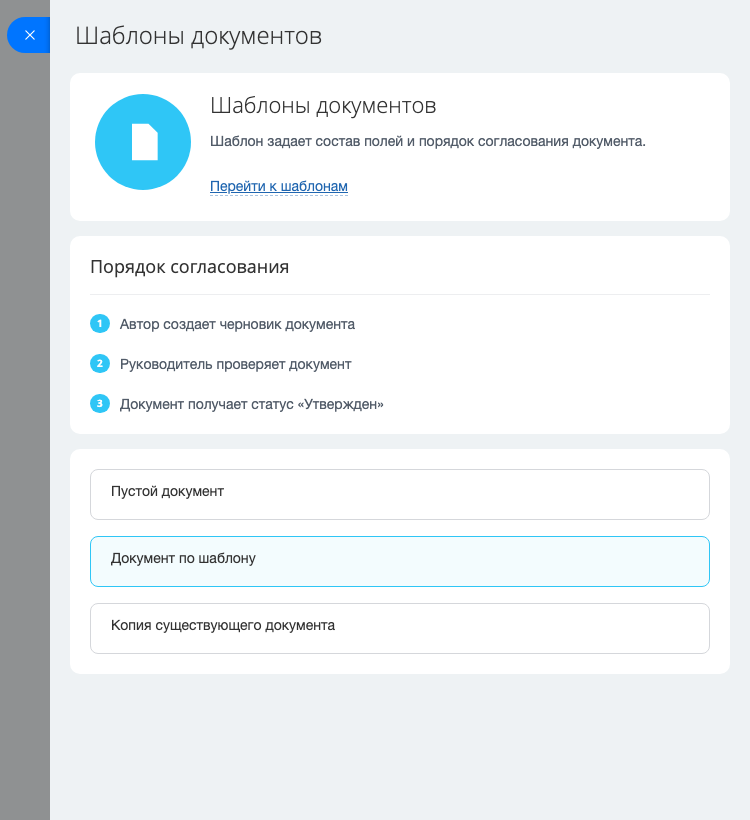 Шаблоны документов
Шаблоны документов
Шаблон задает состав полей и порядок согласования документа.
Перейти к шаблонам
Порядок согласования
1 Автор создает черновик документа
2 Руководитель проверяет документ
3 Документ получает статус «Утвержден»
Пустой документ
Документ по шаблону
Копия существующего документа